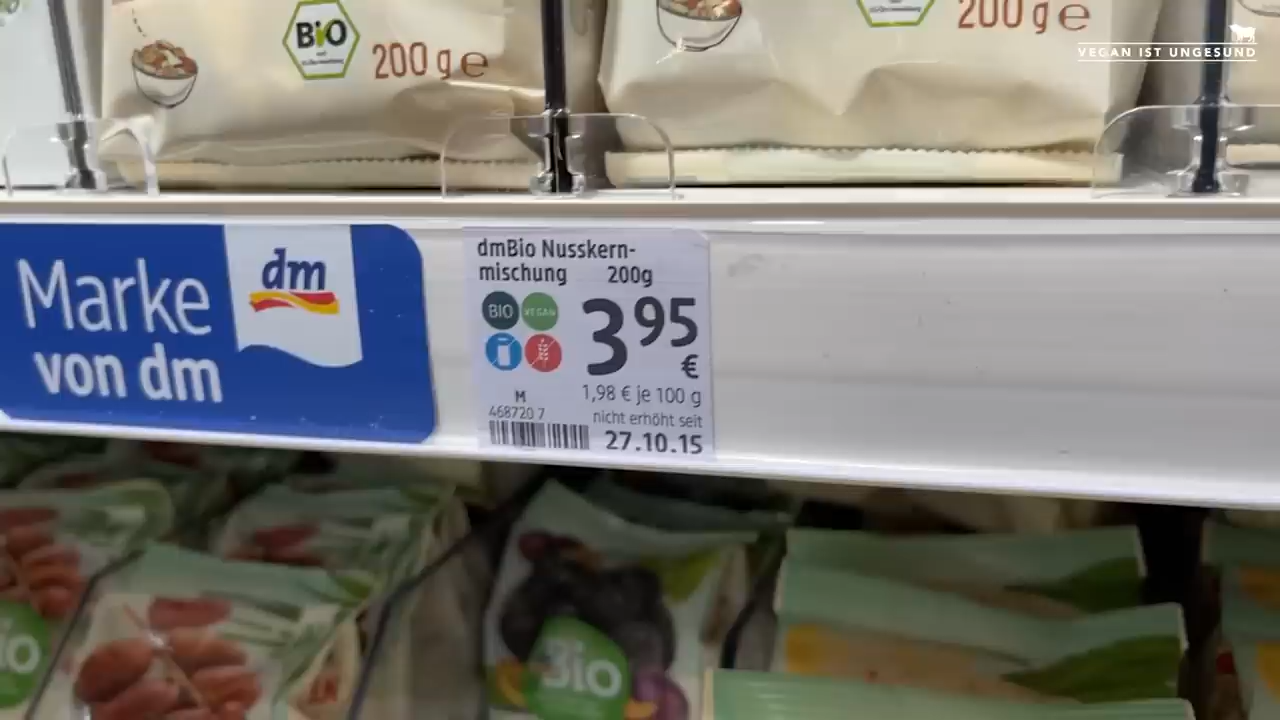 BIO
200 g e
200 g e
VEGAN IST UNGESUND
Marke
von dm
dm
dmBio Nusskern-
mischung 200g
BIO VEGAN
3 95
€
1,98 € je 100 g
M
468720 7
nicht erhöht seit
27.10.15
io
Bio